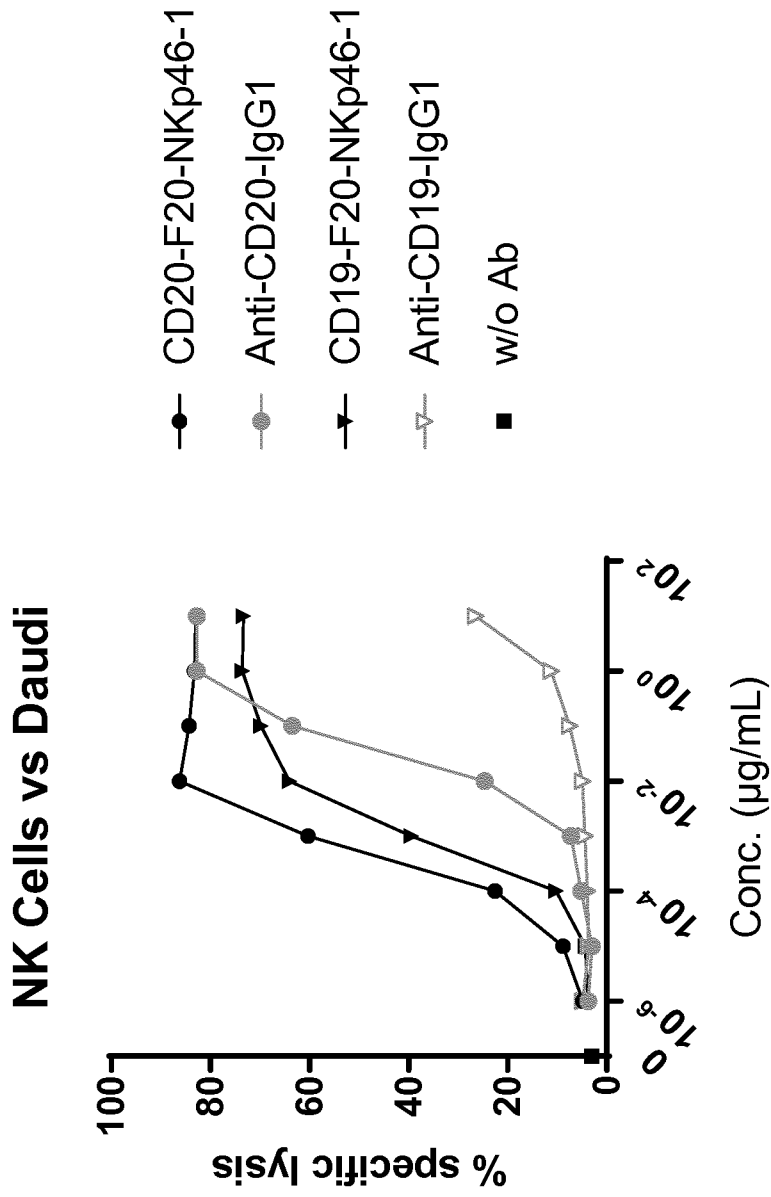 NK Cells vs Daudi
% specific lysis
100
80
60
40
20
0
0
10-6
10-4
10-2
100
102
Conc. (µg/mL)
CD20-F20-NKp46-1
Anti-CD20-IgG1
CD19-F20-NKp46-1
Anti-CD19-IgG1
w/o Ab